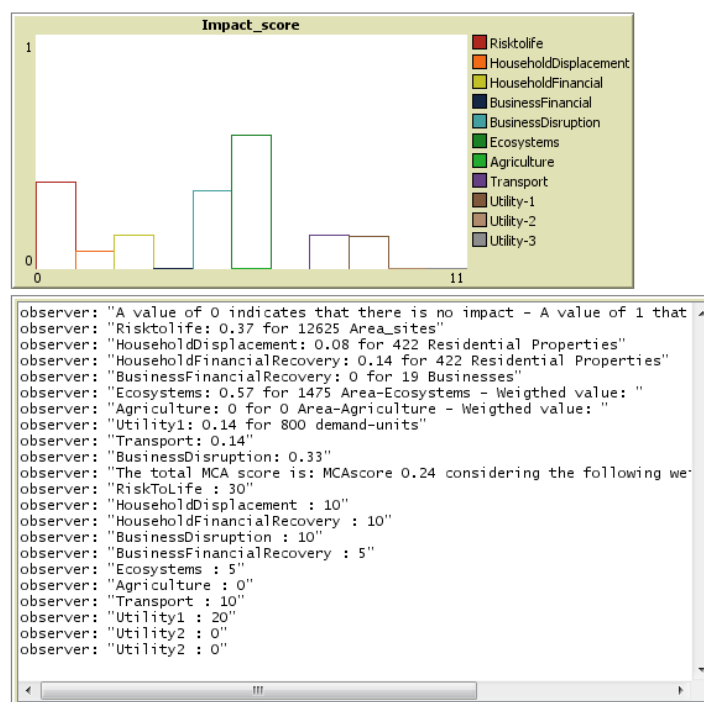 Impact_score
1
0
0
11
Risktolife
HouseholdDisplacement
HouseholdFinancial
BusinessFinancial
BusinessDisruption
Ecosystems
Agriculture
Transport
Utility-1
Utility-2
Utility-3
observer: "A value of 0 indicates that there is no impact - A value of 1 that
observer: "Risktolife: 0.37 for 12625 Area_sites"
observer: "HouseholdDisplacement: 0.08 for 422 Residential Properties"
observer: "HouseholdFinancialRecovery: 0.14 for 422 Residential Properties"
observer: "BusinessFinancialRecovery: 0 for 19 Businesses"
observer: "Ecosystems: 0.57 for 1475 Area-Ecosystems - Weigthed value: "
observer: "Agriculture: 0 for 0 Area-Agriculture - Weigthed value: "
observer: "Utility1: 0.14 for 800 demand-units"
observer: "Transport: 0.14"
observer: "BusinessDisruption: 0.33"
observer: "The total MCA score is: MCAscore 0.24 considering the following we
observer: "RiskToLife : 30"
observer: "HouseholdDisplacement : 10"
observer: "HouseholdFinancialRecovery : 10"
observer: "BusinessDisruption : 10"
observer: "BusinessFinancialRecovery : 5"
observer: "Ecosystems : 5"
observer: "Agriculture : 0"
observer: "Transport : 10"
observer: "Utility1 : 20"
observer: "Utility2 : 0"
observer: "Utility2 : 0"